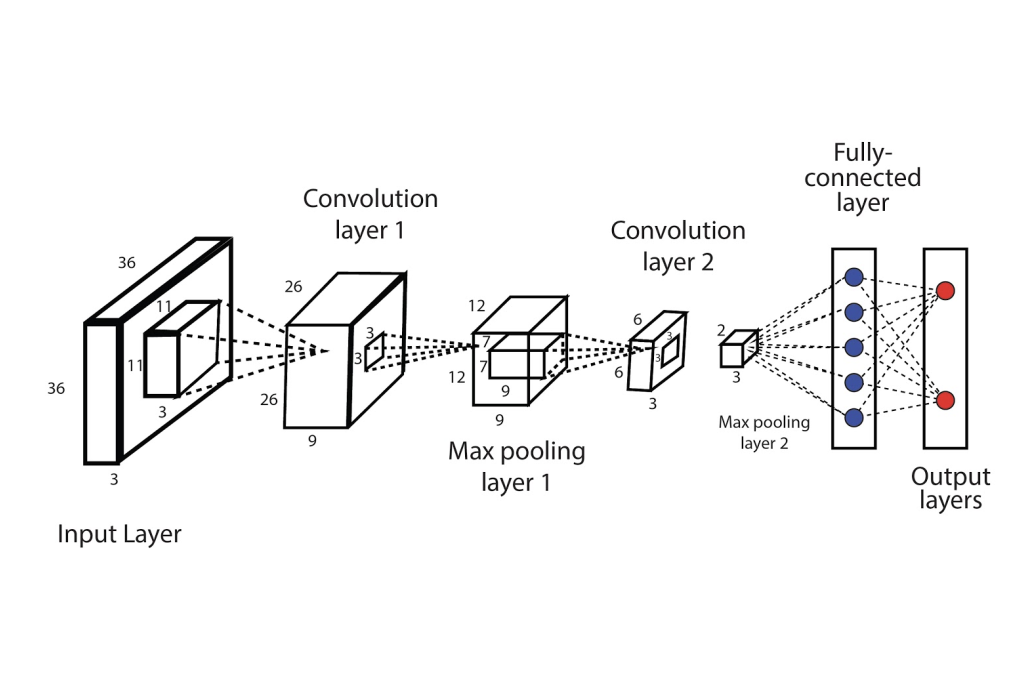 36
11
11
36
3
3
Input Layer
Convolution
layer 1
26
3
3
26
9
12
7
7
12
9
9
Max pooling
layer 1
Convolution
layer 2
6
3
3
6
3
2
3
Max pooling
layer 2
Fully-
connected
layer
Output
layers